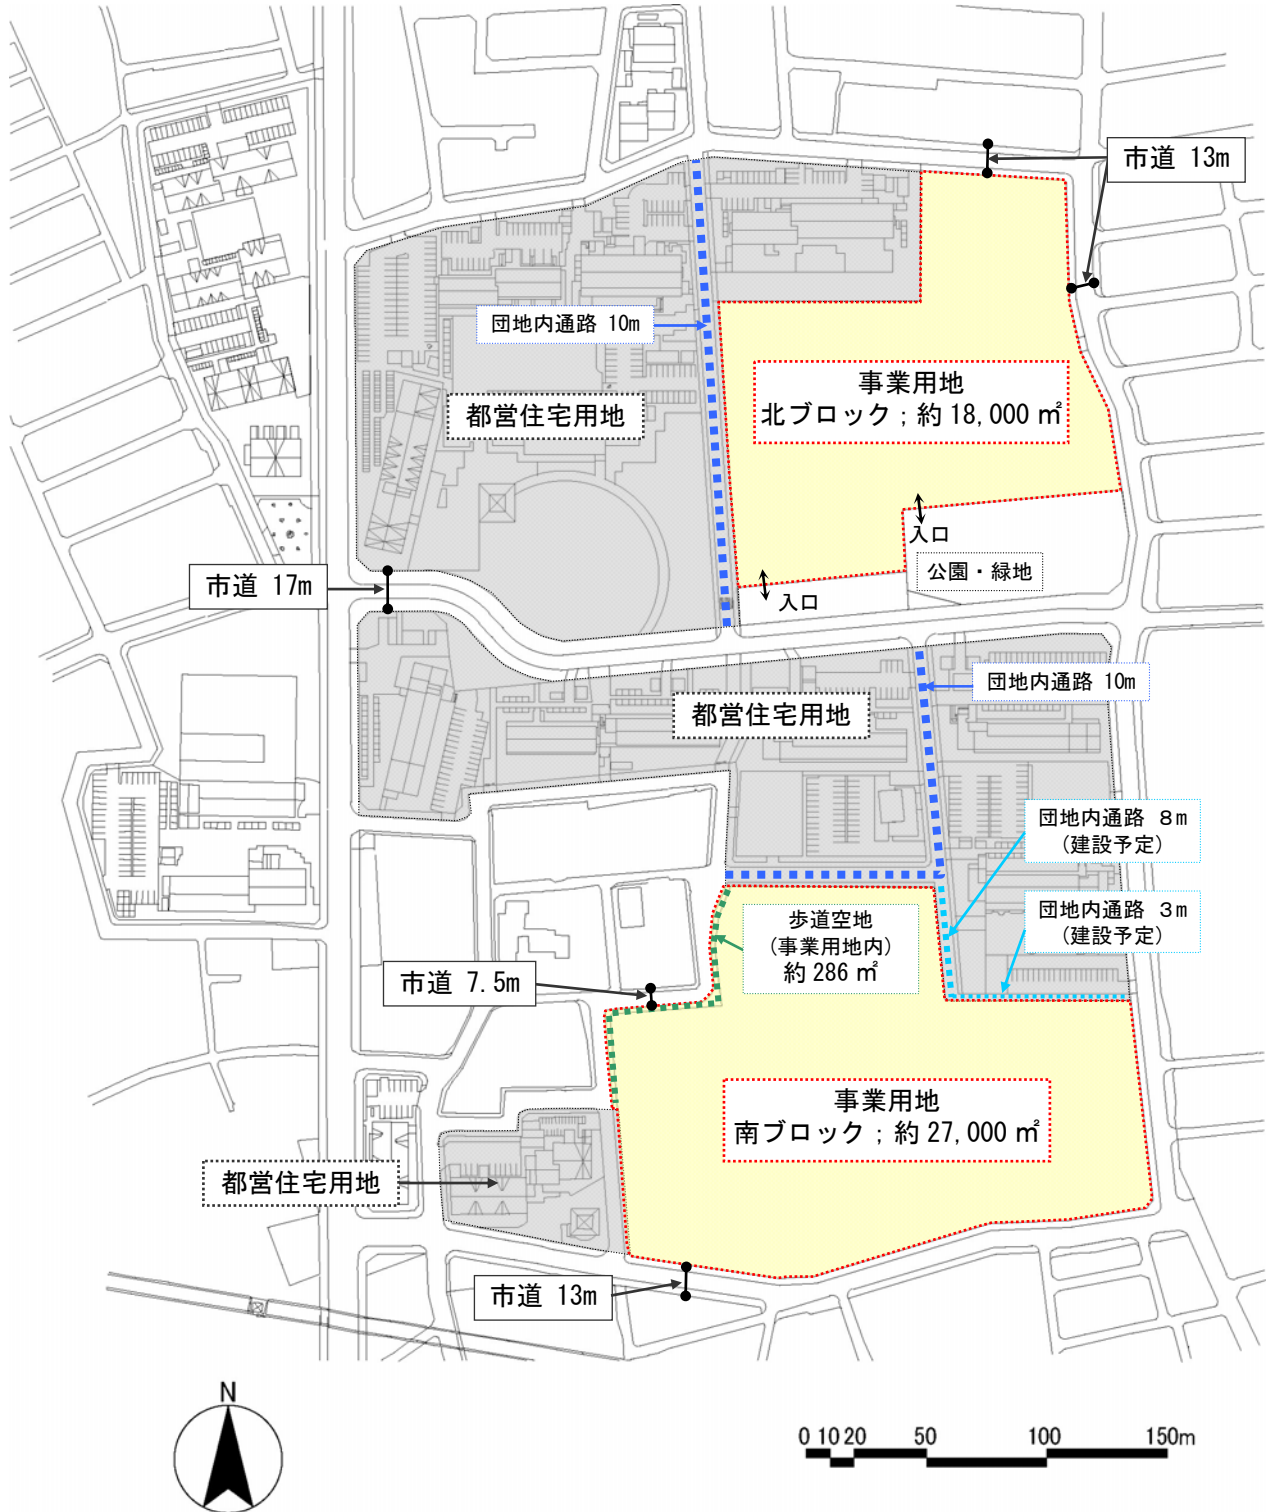 市道 13m
団地内通路 10m
事業用地
北ブロック；約 18,000 ㎡
都営住宅用地
入口
公園・緑地
市道 17m
入口
団地内通路 10m
都営住宅用地
団地内通路 8m
(建設予定)
団地内通路 3m
(建設予定)
歩道空地
(事業用地内)
約 286 ㎡
市道 7.5m
事業用地
南ブロック；約 27,000 ㎡
都営住宅用地
市道 13m
N
0 10 20 50 100 150m